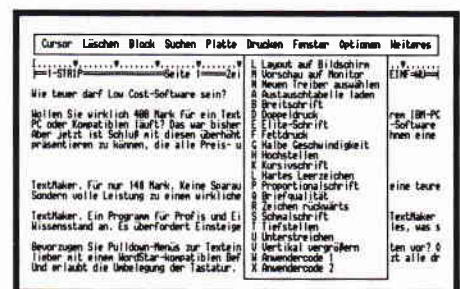 Cursor Löschen Block Suchen Platte Drucken Fenster Optionen Weiteres
1-STRIP Seite 1 Zei EINF=WU
Wie teuer darf Low Cost-Software sein?
Wollen Sie wirklich 400 Mark für ein Text rem IBM-PC
PC oder Kompatiblen läuft? Das war bisher -Software
Aber jetzt ist Schluß mit diesen überhöht hnen eine
präsentieren zu können, die alle Preis- u
TextMaker. Für nur 148 Mark. Keine Sparau eine teure
Sondern volle Leistung zu einem wirkliche
TextMaker. Ein Programm für Profis und Ei TextMaker
Wissensstand an. Es überfordert Einsteige les, was s
Bevorzugen Sie Pulldown-Menüs zur Textein ten vor? O
lieber mit einem WordStar-kompatiblen Bef zt alle dr
Und erlaubt die Umbelegung der Tastatur.
L Layout auf Bildschirm
M Vorschau auf Monitor
N Neuen Treiber auswählen
A Austauschtabelle laden
B Breitschrift
D Doppeldruck
E Elite-Schrift
F Fettdruck
G Halbe Geschwindigkeit
H Hochstellen
K Kursivschrift
L Hartes Leerzeichen
P Proportionalschrift
Q Briefqualität
R Zeichen rückwärts
S Schmalschrift
T Tiefstellen
U Unterstreichen
V Vertikal vergrößern
W Anwendercode 1
X Anwendercode 2